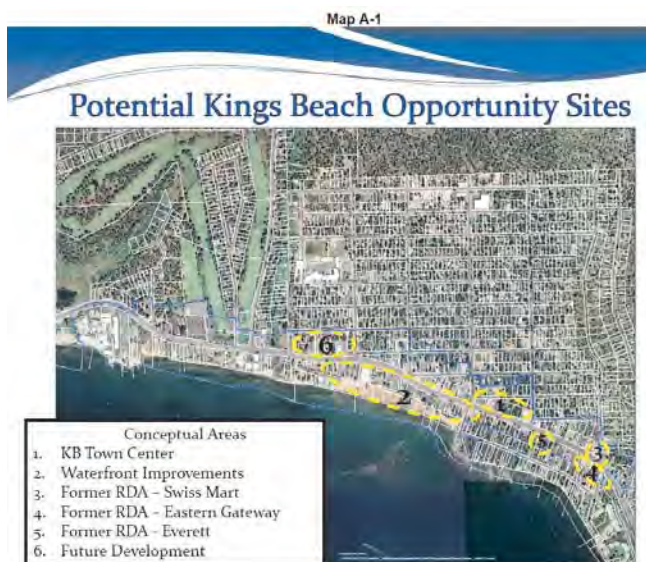 Map A-1
Potential Kings Beach Opportunity Sites
6
2
1
5
3
4
Conceptual Areas
1. KB Town Center
2. Waterfront Improvements
3. Former RDA – Swiss Mart
4. Former RDA – Eastern Gateway
5. Former RDA - Everett
6. Future Development